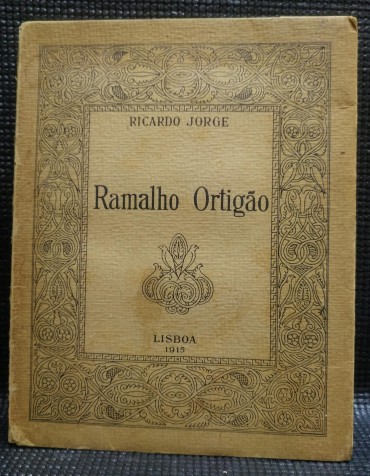 RICARDO JORGE
Ramalho Ortigão
LISBOA
1915